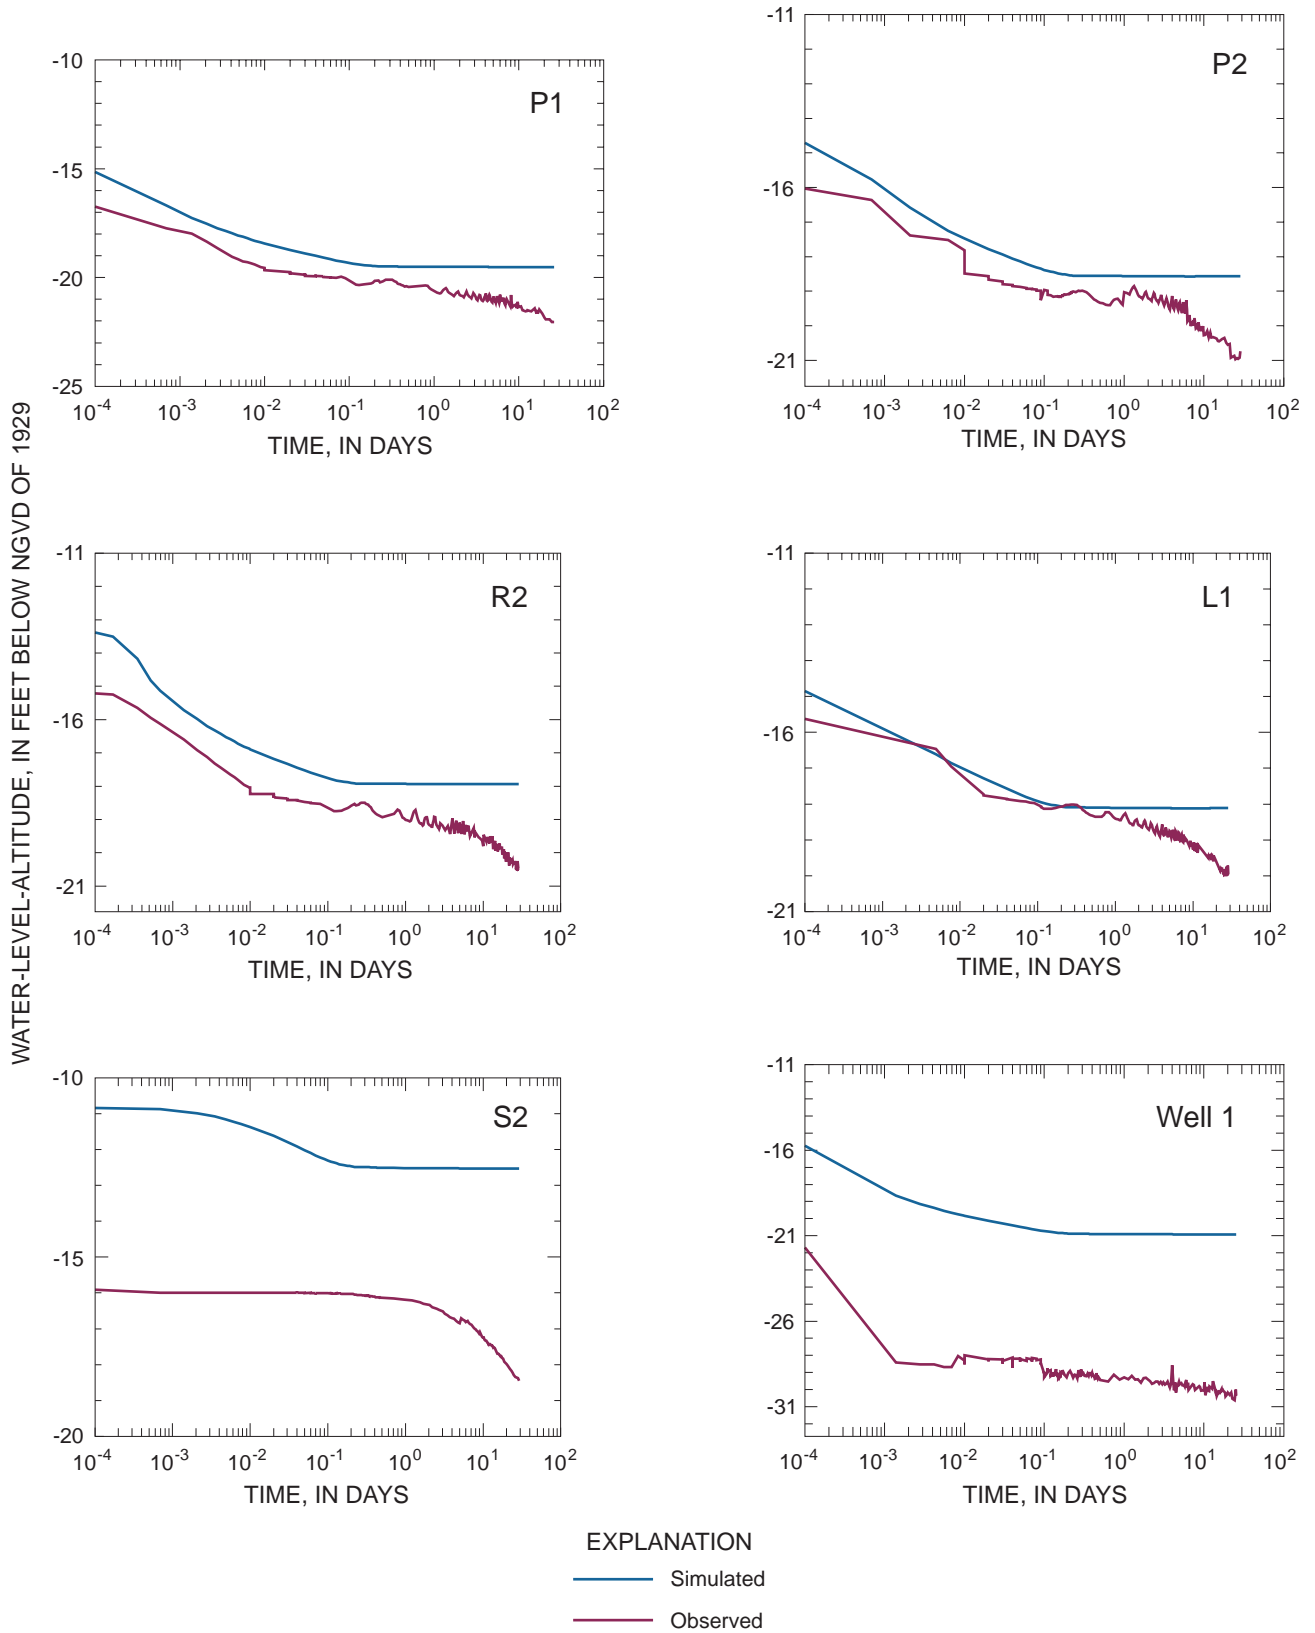 WATER-LEVEL-ALTITUDE, IN FEET BELOW NGVD OF 1929
P1
-10
-15
-20
-25
10⁻⁴ 10⁻³ 10⁻² 10⁻¹ 10⁰ 10¹ 10²
TIME, IN DAYS
P2
-11
-16
-21
10⁻⁴ 10⁻³ 10⁻² 10⁻¹ 10⁰ 10¹ 10²
TIME, IN DAYS
R2
-11
-16
-21
10⁻⁴ 10⁻³ 10⁻² 10⁻¹ 10⁰ 10¹ 10²
TIME, IN DAYS
L1
-11
-16
-21
10⁻⁴ 10⁻³ 10⁻² 10⁻¹ 10⁰ 10¹ 10²
TIME, IN DAYS
S2
-10
-15
-20
10⁻⁴ 10⁻³ 10⁻² 10⁻¹ 10⁰ 10¹ 10²
TIME, IN DAYS
Well 1
-11
-16
-21
-26
-31
10⁻⁴ 10⁻³ 10⁻² 10⁻¹ 10⁰ 10¹ 10²
TIME, IN DAYS
EXPLANATION
Simulated
Observed